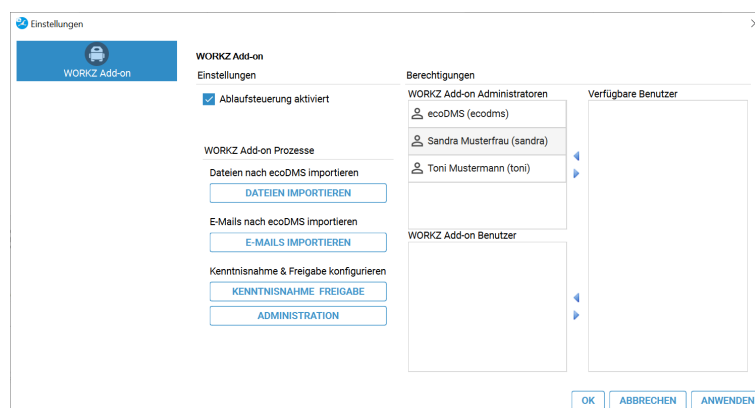 Einstellungen
WORKZ Add-on
WORKZ Add-on
Einstellungen
Ablaufsteuerung aktiviert
WORKZ Add-on Prozesse
Dateien nach ecoDMS importieren
DATEIEN IMPORTIEREN
E-Mails nach ecoDMS importieren
E-MAILS IMPORTIEREN
Kenntnisnahme & Freigabe konfigurieren
KENNTNISNAHME FREIGABE
ADMINISTRATION
Berechtigungen
WORKZ Add-on Administratoren
ecoDMS (ecodms)
Sandra Musterfrau (sandra)
Toni Mustermann (toni)
WORKZ Add-on Benutzer
Verfügbare Benutzer
OK
ABBRECHEN
ANWENDEN